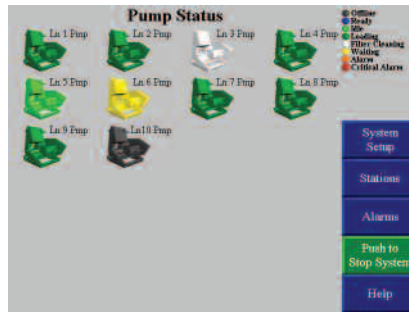 Pump Status
Ln 1 Pmp
Ln 2 Pmp
Ln 3 Pmp
Ln 4 Pmp
Ln 5 Pmp
Ln 6 Pmp
Ln 7 Pmp
Ln 8 Pmp
Ln 9 Pmp
Ln10 Pmp
Offline
Ready
Idle
Loading
Filter Cleaning
Waiting
Alarm
Critical Alarm
System
Setup
Stations
Alarms
Push to
Stop System
Help